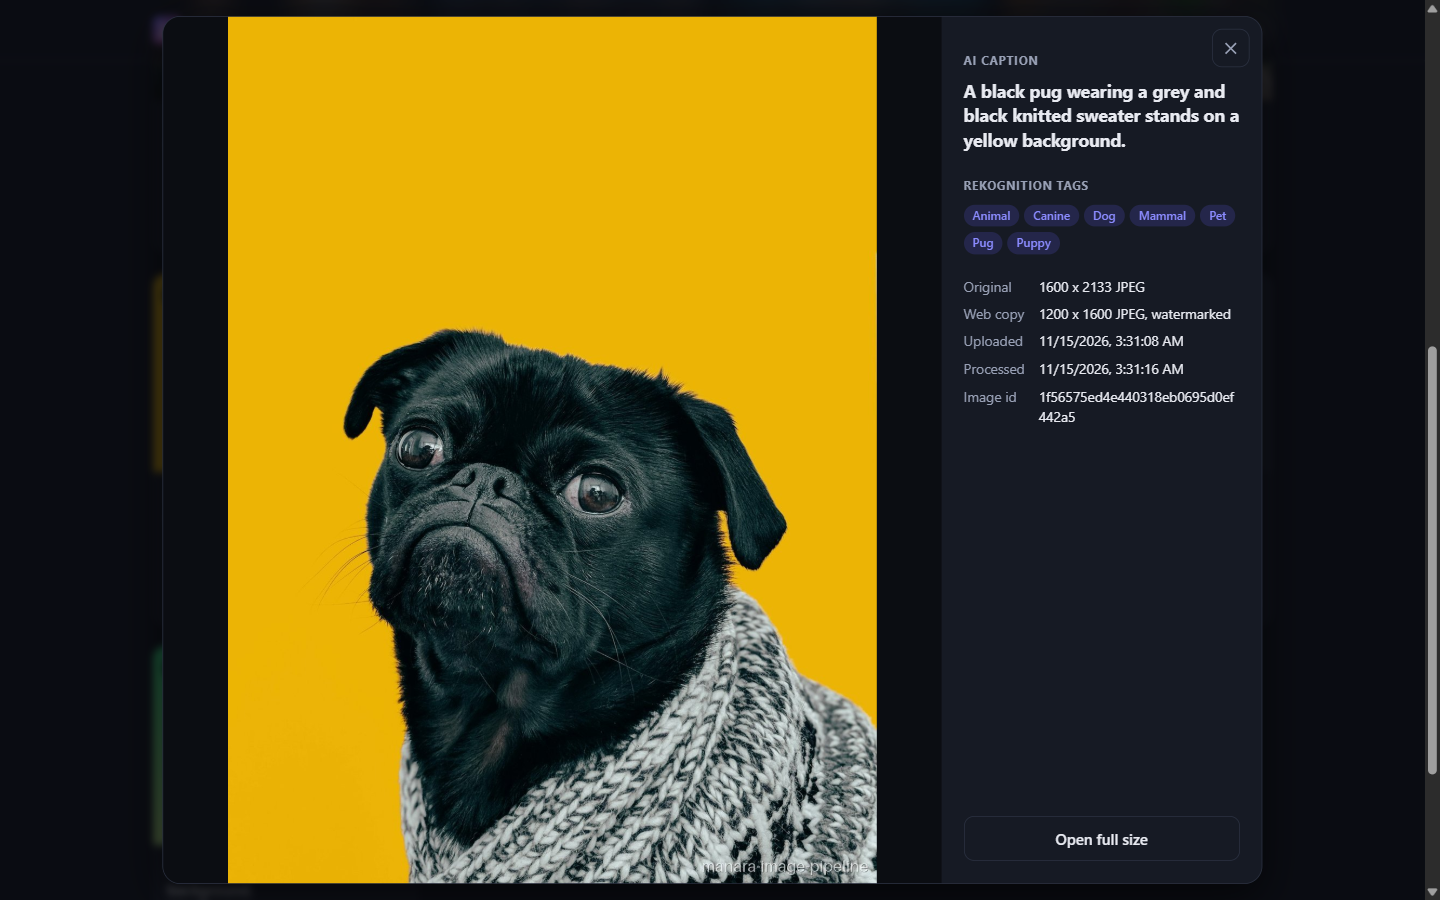 AI CAPTION
A black pug wearing a grey and
black knitted sweater stands on a
yellow background.
REKOGNITION TAGS
Animal Canine Dog Mammal Pet
Pug Puppy
Original 1600 x 2133 JPEG
Web copy 1200 x 1600 JPEG, watermarked
Uploaded 11/15/2026, 3:31:08 AM
Processed 11/15/2026, 3:31:16 AM
Image id 1f56575ed4e440318eb0695d0ef
442a5
Open full size
manara-image-pipeline